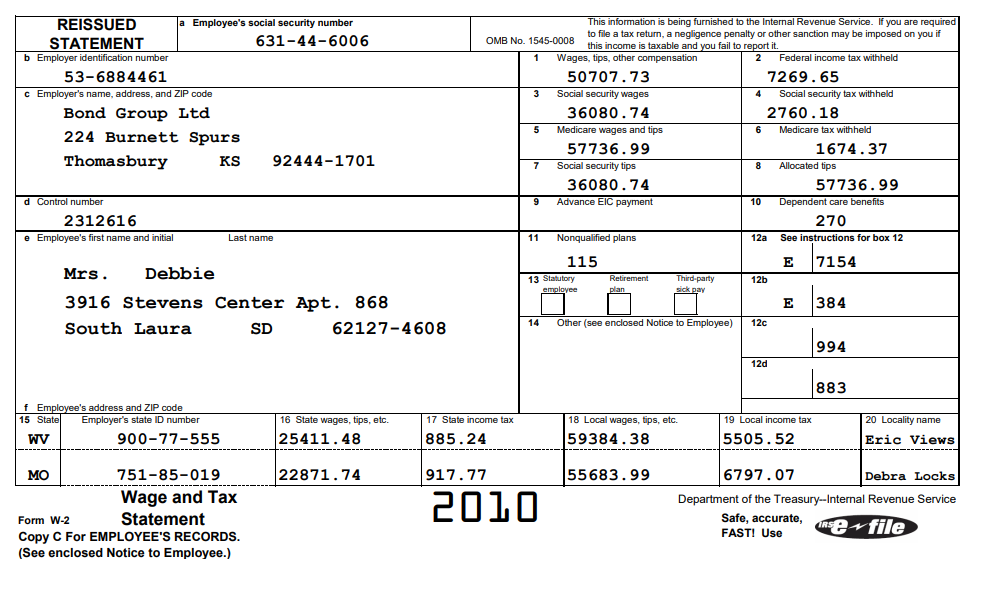 REISSUED STATEMENT
a Employee's social security number
631-44-6006
OMB No. 1545-0008
This information is being furnished to the Internal Revenue Service. If you are required
to file a tax return, a negligence penalty or other sanction may be imposed on you if
this income is taxable and you fail to report it.
b Employer identification number
53-6884461
1 Wages, tips, other compensation
50707.73
2 Federal income tax withheld
7269.65
c Employer's name, address, and ZIP code
Bond Group Ltd
224 Burnett Spurs
Thomasbury KS 92444-1701
3 Social security wages
36080.74
4 Social security tax withheld
2760.18
5 Medicare wages and tips
57736.99
6 Medicare tax withheld
1674.37
7 Social security tips
36080.74
8 Allocated tips
57736.99
d Control number
2312616
9 Advance EIC payment
10 Dependent care benefits
270
e Employee's first name and initial Last name
Mrs. Debbie
3916 Stevens Center Apt. 868
South Laura SD 62127-4608
f Employee's address and ZIP code
11 Nonqualified plans
115
12a See instructions for box 12
E 7154
13 Statutory employee Retirement plan Third-party sick pay
12b
E 384
14 Other (see enclosed Notice to Employee)
12c
994
12d
883
15 State Employer's state ID number 16 State wages, tips, etc. 17 State income tax 18 Local wages, tips, etc. 19 Local income tax 20 Locality name
WV 900-77-555 25411.48 885.24 59384.38 5505.52 Eric Views
MO 751-85-019 22871.74 917.77 55683.99 6797.07 Debra Locks
Form W-2 Wage and Tax Statement
2010
Department of the Treasury--Internal Revenue Service
Copy C For EMPLOYEE'S RECORDS.
(See enclosed Notice to Employee.)
Safe, accurate,
FAST! Use
IRS e-file